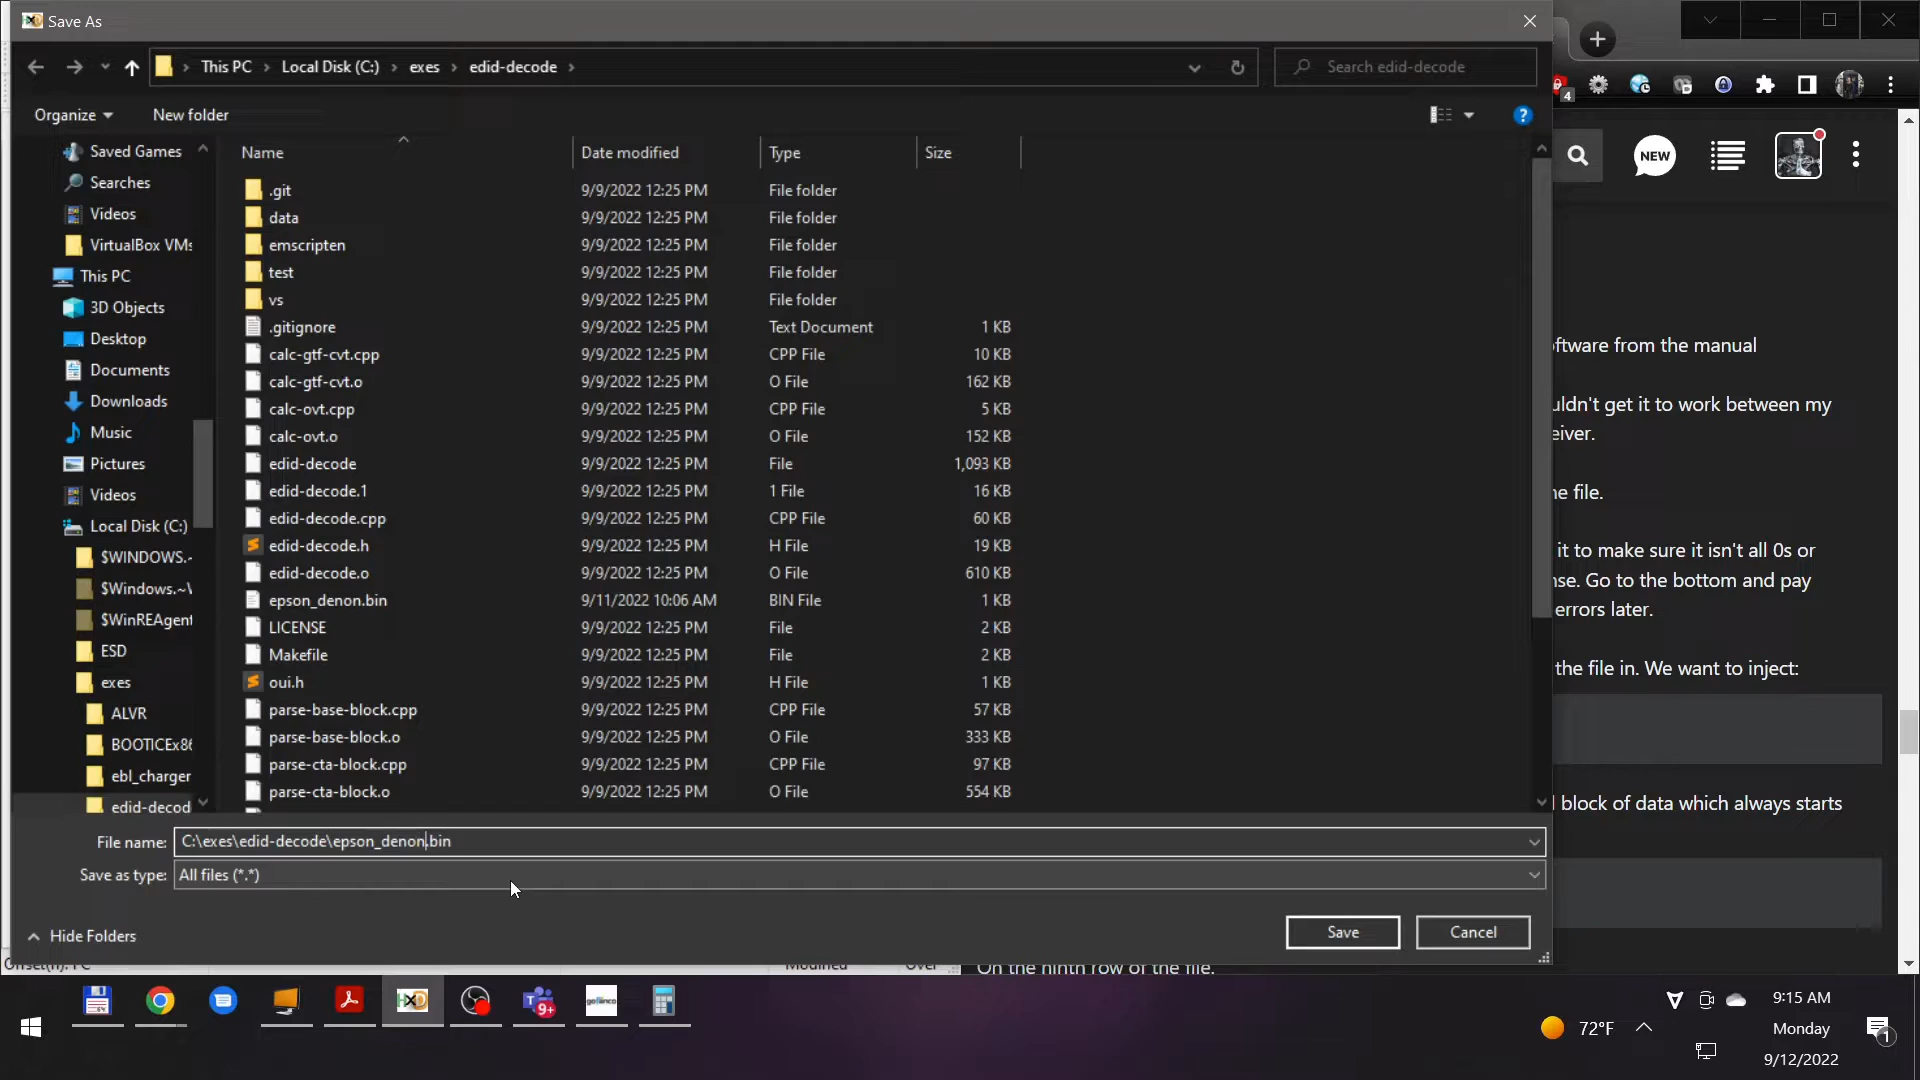 Save As
This PC > Local Disk (C:) > exes > edid-decode >
Search edid-decode
Organize
New folder
Name
Date modified
Type
Size
Saved Games
Searches
Videos
VirtualBox VMs
This PC
3D Objects
Desktop
Documents
Downloads
Music
Pictures
Videos
Local Disk (C:)
$WINDOWS.~
$Windows.~
$WinREAgent
ESD
exes
ALVR
BOOTICEx86
ebl_charger
edid-decod
.git 9/9/2022 12:25 PM File folder
data 9/9/2022 12:25 PM File folder
emscripten 9/9/2022 12:25 PM File folder
test 9/9/2022 12:25 PM File folder
vs 9/9/2022 12:25 PM File folder
.gitignore 9/9/2022 12:25 PM Text Document 1 KB
calc-gtf-cvt.cpp 9/9/2022 12:25 PM CPP File 10 KB
calc-gtf-cvt.o 9/9/2022 12:25 PM O File 162 KB
calc-ovt.cpp 9/9/2022 12:25 PM CPP File 5 KB
calc-ovt.o 9/9/2022 12:25 PM O File 152 KB
edid-decode 9/9/2022 12:25 PM File 1,093 KB
edid-decode.1 9/9/2022 12:25 PM 1 File 16 KB
edid-decode.cpp 9/9/2022 12:25 PM CPP File 60 KB
edid-decode.h 9/9/2022 12:25 PM H File 19 KB
edid-decode.o 9/9/2022 12:25 PM O File 610 KB
epson_denon.bin 9/11/2022 10:06 AM BIN File 1 KB
LICENSE 9/9/2022 12:25 PM File 2 KB
Makefile 9/9/2022 12:25 PM File 2 KB
oui.h 9/9/2022 12:25 PM H File 1 KB
parse-base-block.cpp 9/9/2022 12:25 PM CPP File 57 KB
parse-base-block.o 9/9/2022 12:25 PM O File 333 KB
parse-cta-block.cpp 9/9/2022 12:25 PM CPP File 97 KB
parse-cta-block.o 9/9/2022 12:25 PM O File 554 KB
File name: C:\exes\edid-decode\epson_denon.bin
Save as type: All files (*.*)
Hide Folders
Save
Cancel
4
NEW
ftware from the manual
uldn't get it to work between my
eiver.
e file.
it to make sure it isn't all 0s or
nse. Go to the bottom and pay
errors later.
the file in. We want to inject:
block of data which always starts
On the ninth row of the file.
Modified
Over
HXD
9+
gofanco
72°F
9:15 AM
Monday
9/12/2022
1